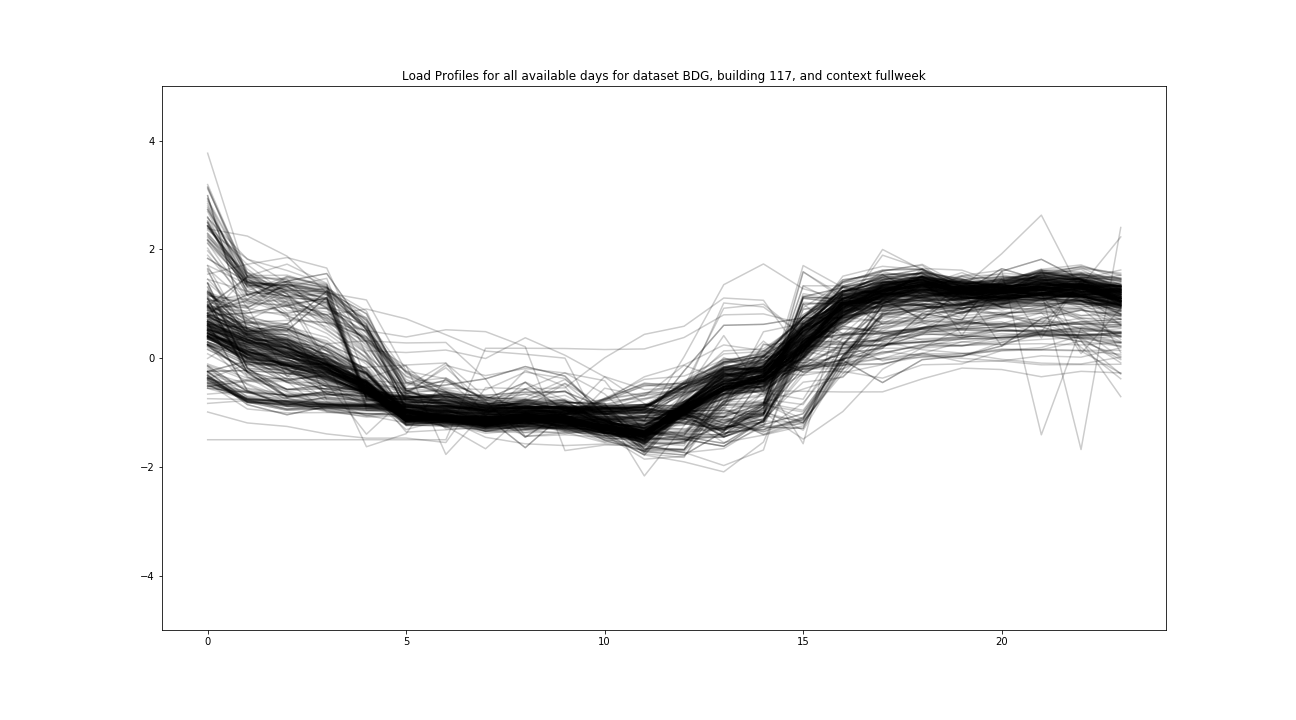 Load Profiles for all available days for dataset BDG, building 117, and context fullweek
4
2
0
−2
−4
0 5 10 15 20